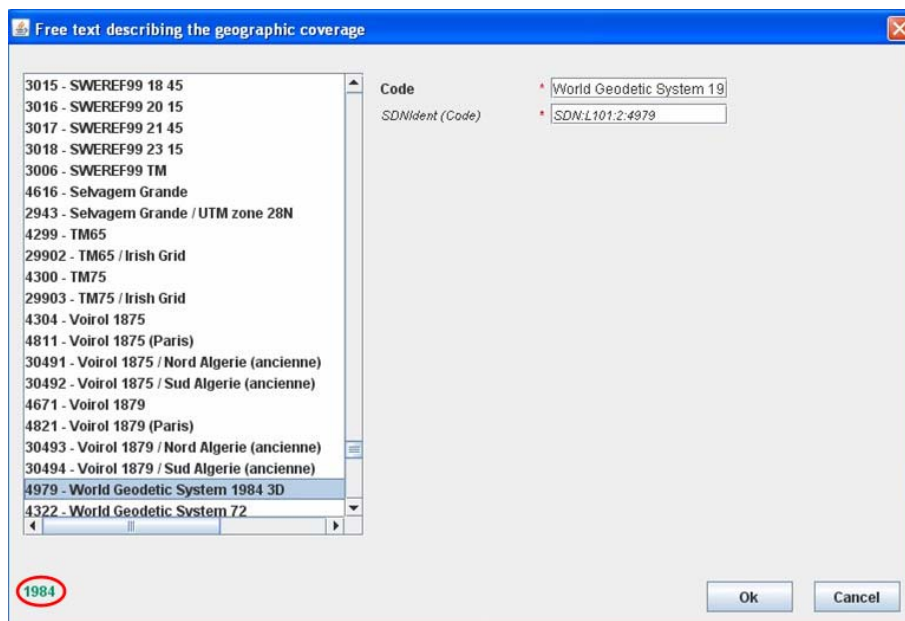 Free text describing the geographic coverage
3015 - SWEREF99 18 45
3016 - SWEREF99 20 15
3017 - SWEREF99 21 45
3018 - SWEREF99 23 15
3006 - SWEREF99 TM
4616 - Selvagem Grande
2943 - Selvagem Grande / UTM zone 28N
4299 - TM65
29902 - TM65 / Irish Grid
4300 - TM75
29903 - TM75 / Irish Grid
4304 - Voirol 1875
4811 - Voirol 1875 (Paris)
30491 - Voirol 1875 / Nord Algerie (ancienne)
30492 - Voirol 1875 / Sud Algerie (ancienne)
4671 - Voirol 1879
4821 - Voirol 1879 (Paris)
30493 - Voirol 1879 / Nord Algerie (ancienne)
30494 - Voirol 1879 / Sud Algerie (ancienne)
4979 - World Geodetic System 1984 3D
4322 - World Geodetic System 72
Code * World Geodetic System 19
SDNIdent (Code) * SDN:L101:2:4979
1984
Ok Cancel